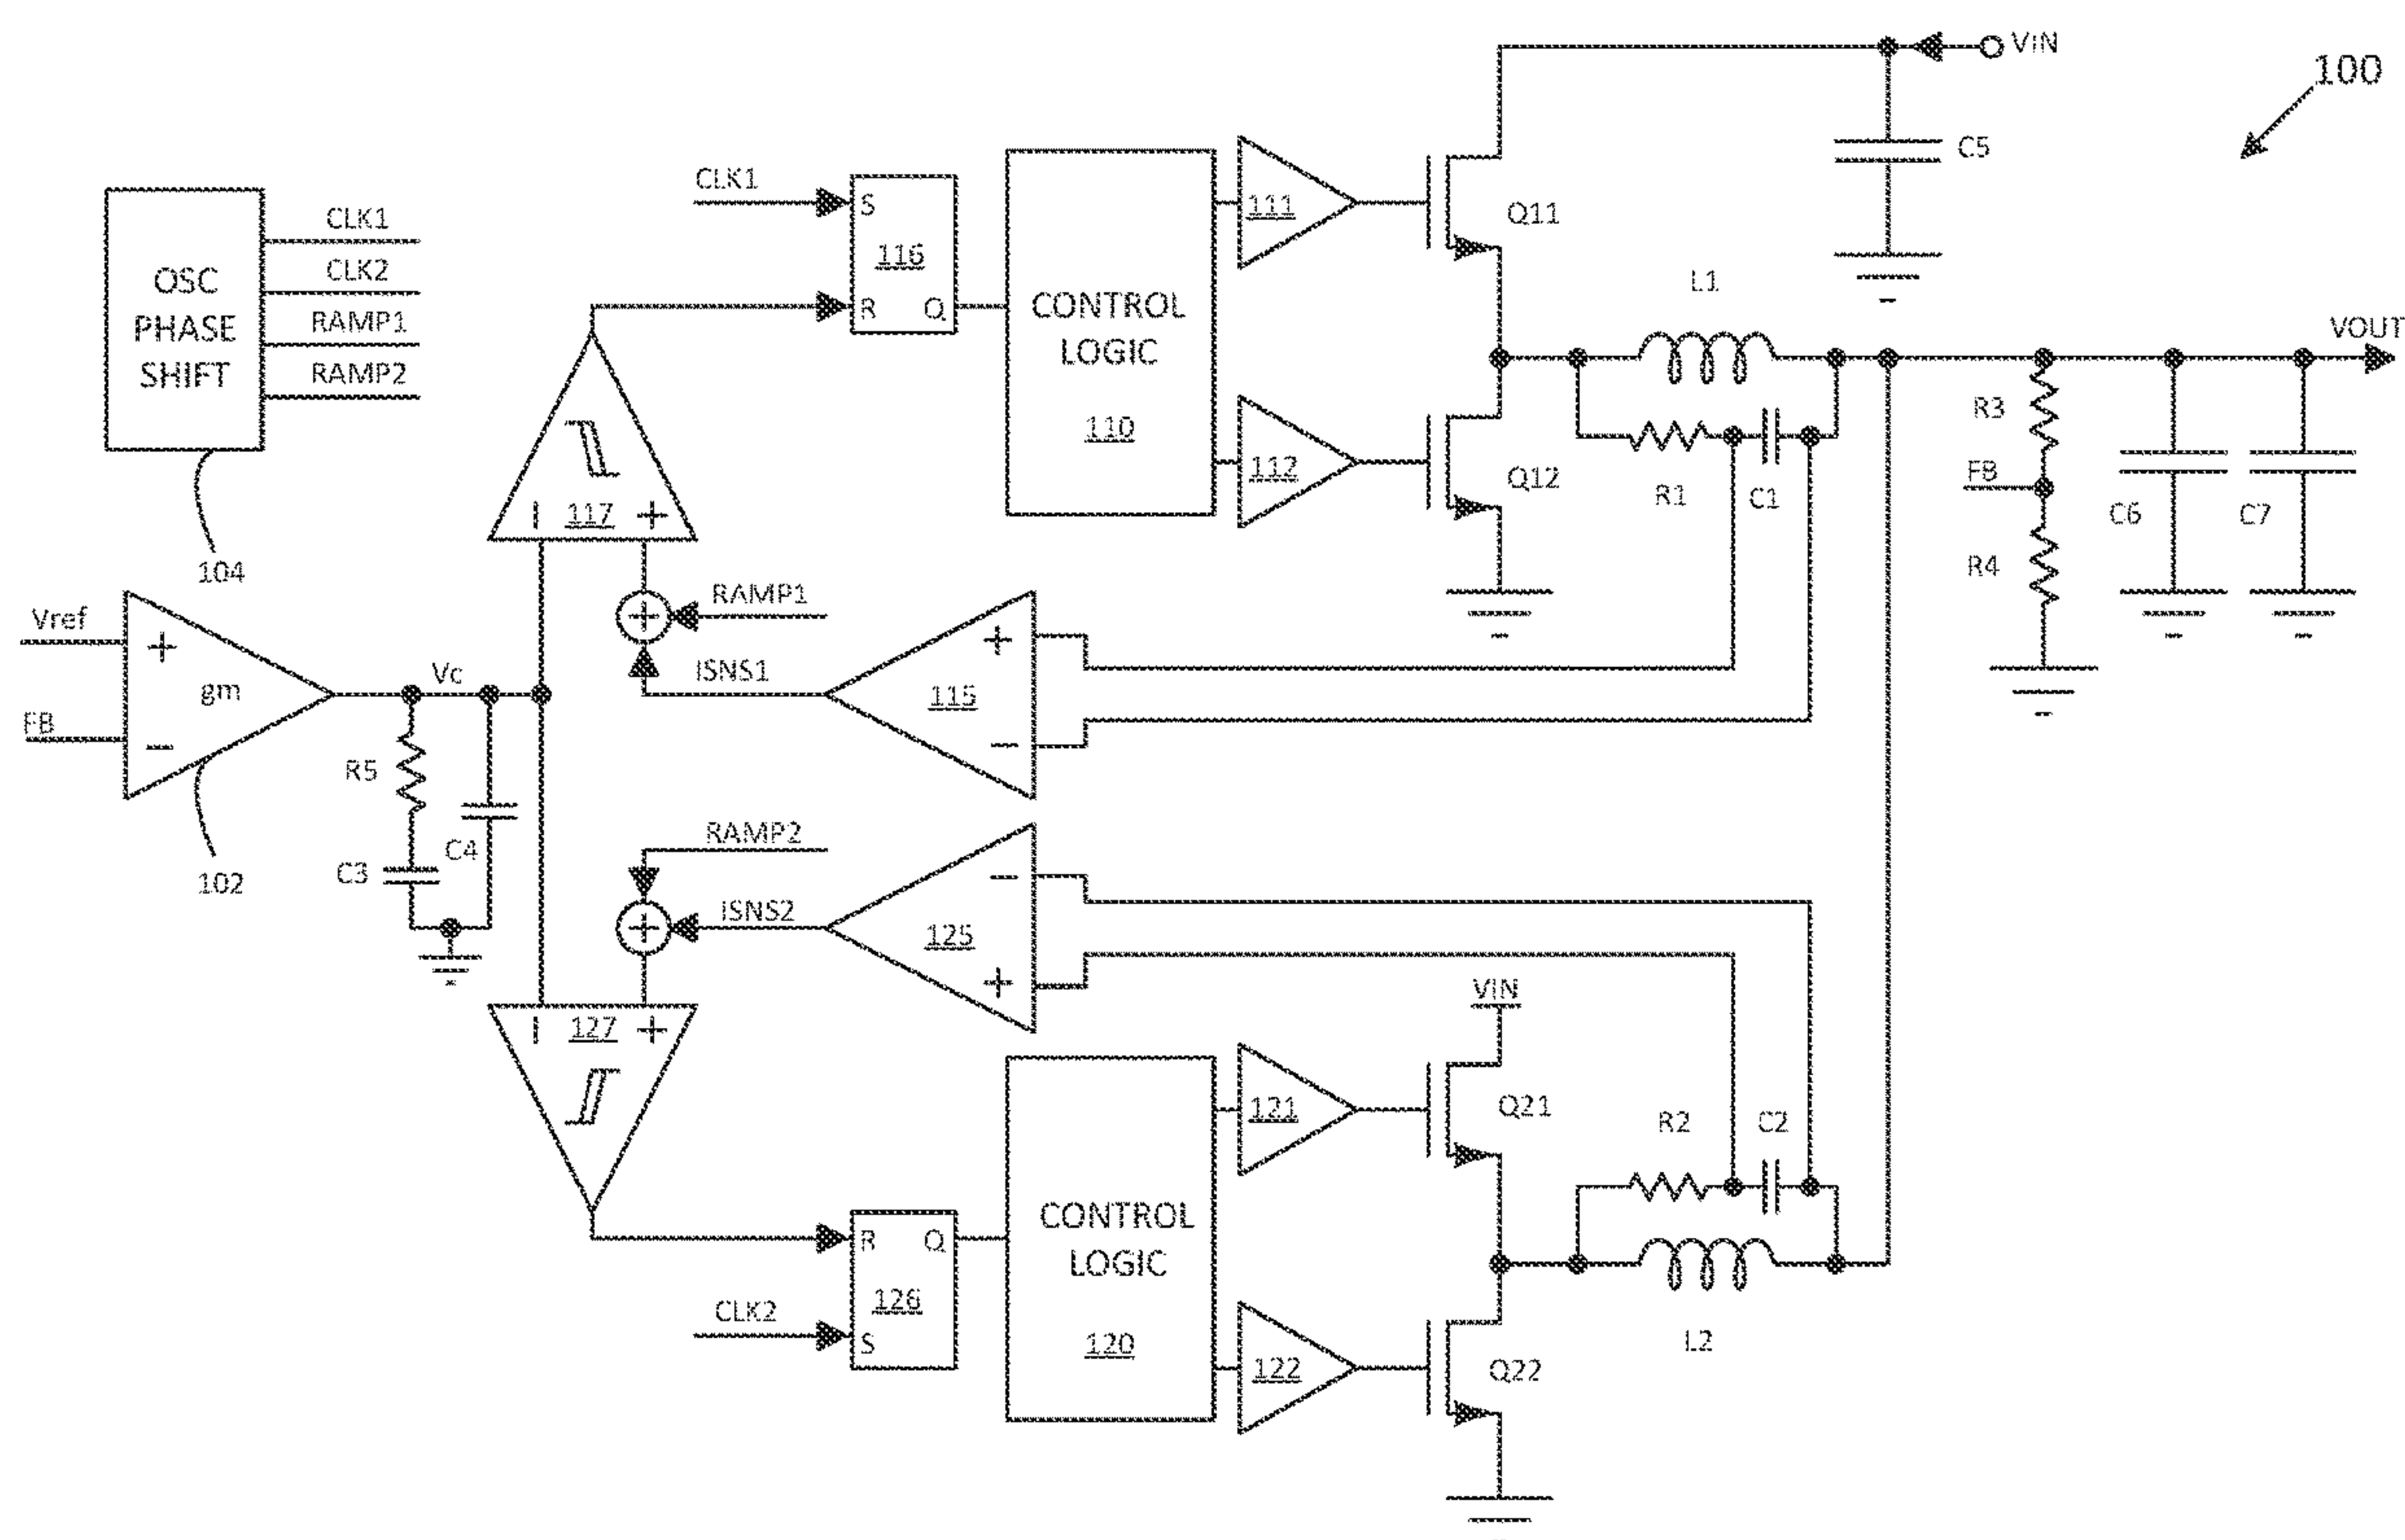 VIN
100
C5
CLK1
S
116
R
Q
111
Q11
OSC
PHASE
SHIFT
CLK1
CLK2
RAMP1
RAMP2
104
CONTROL
LOGIC
110
L1
VOUT
112
Q12
R1
C1
R3
FB
R4
C6
C7
117
− +
+
RAMP1
ISNS1
+
115
−
Vref
+
gm
FB
−
102
Vc
R5
C3
C4
RAMP2
+
ISNS2
−
125
+
127
− +
VIN
R
Q
126
CLK2
S
CONTROL
LOGIC
120
121
Q21
R2
C2
122
Q22
L2